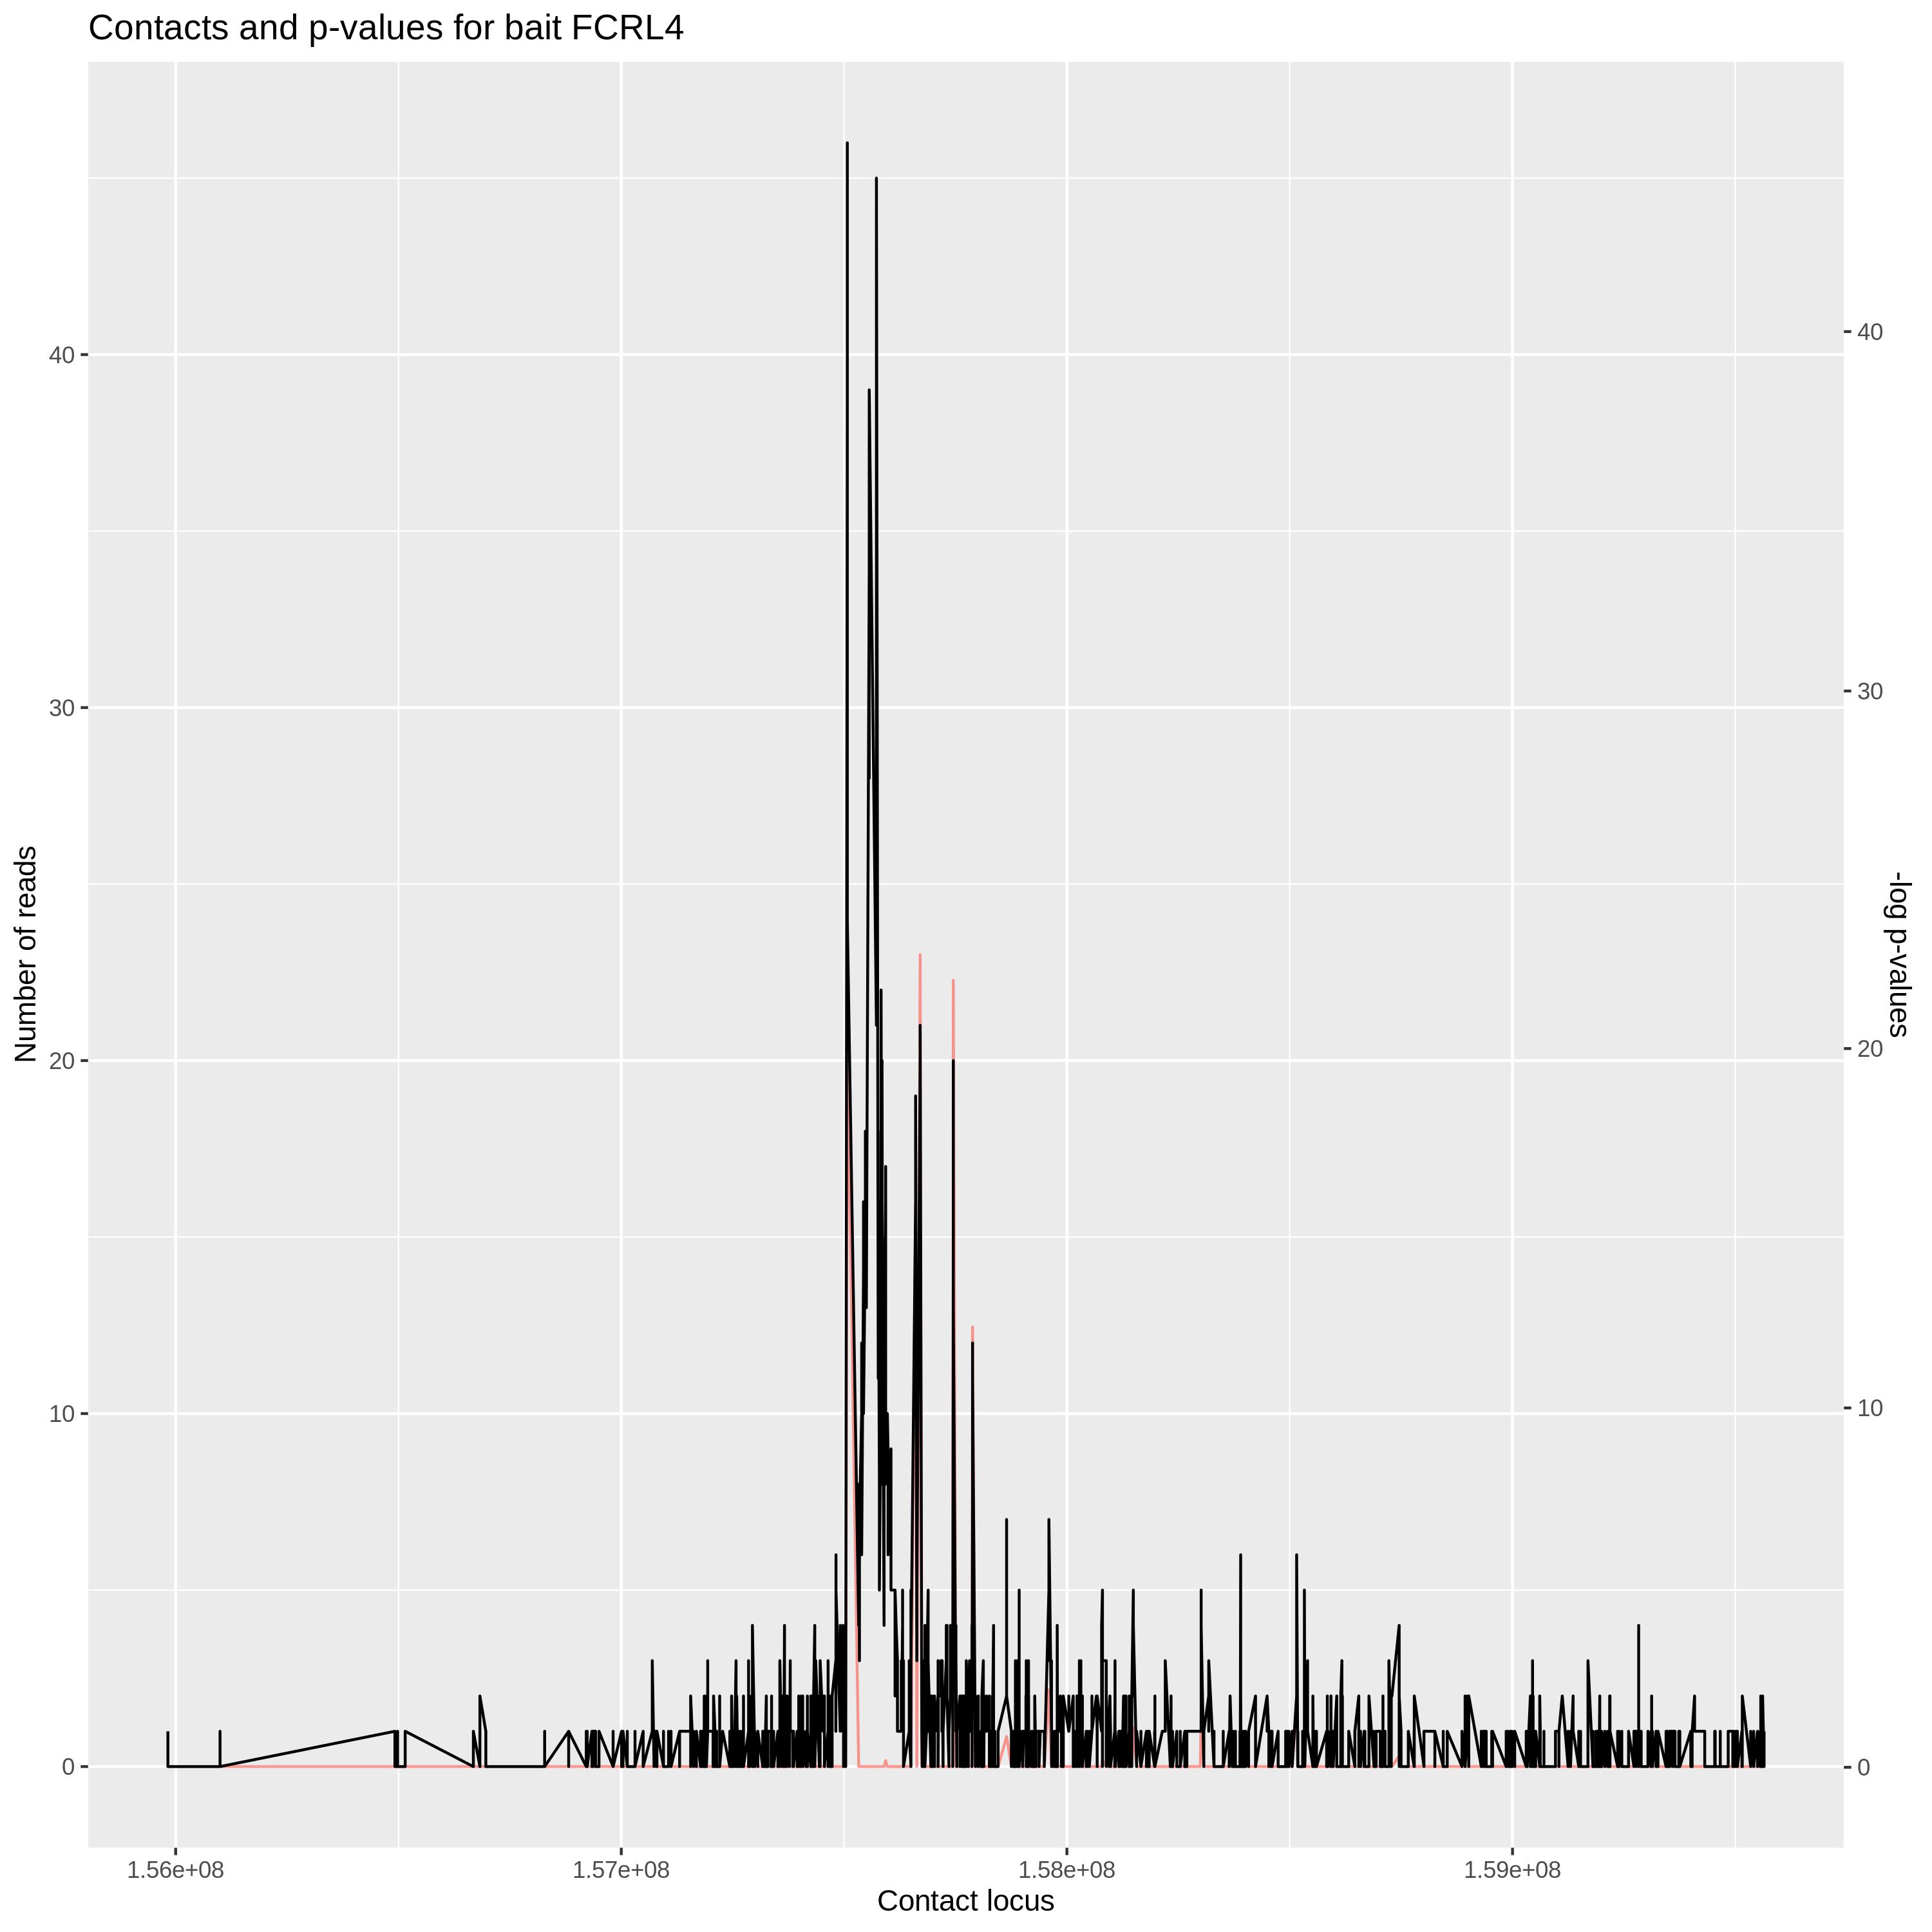 Contacts and p-values for bait FCRL4
Number of reads
40
30
20
10
0
40
30
20
10
0
-log p-values
1.56e+08 1.57e+08 1.58e+08 1.59e+08
Contact locus